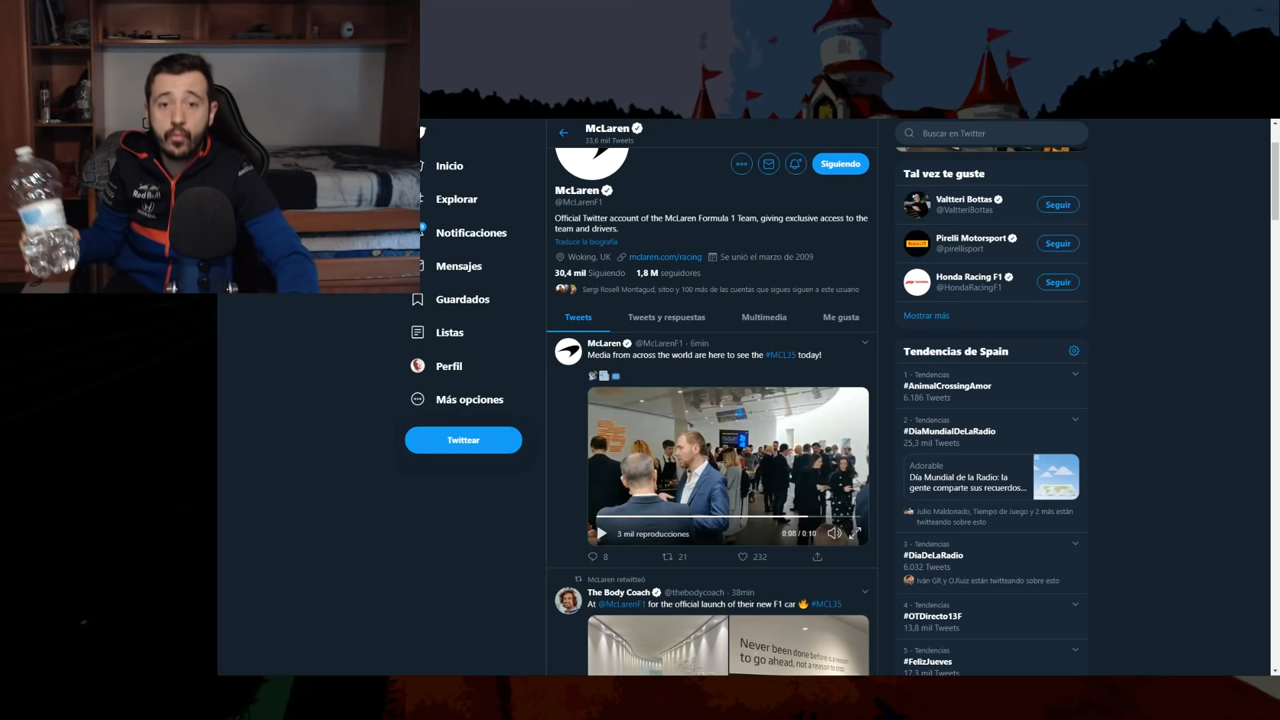 Red Bull
Inicio
Explorar
Notificaciones
Mensajes
Guardados
Listas
Perfil
Más opciones
Twittear
McLaren
33,6 mil Tweets
Siguiendo
McLaren
@McLarenF1
Official Twitter account of the McLaren Formula 1 Team, giving exclusive access to the
team and drivers.
Traducir la biografía
Woking, UK mclaren.com/racing Se unió el marzo de 2009
30,4 mil Siguiendo 1,8 M seguidores
Sergi Rosell Montagud, sitoo y 100 más de las cuentas que sigues siguen a este usuario
Tweets Tweets y respuestas Multimedia Me gusta
McLaren @McLarenF1 · 6min
Media from across the world are here to see the #MCL35 today!
3 mil reproducciones 0:08 / 0:10
8 21 232
McLaren retwitteó
The Body Coach @thebodycoach · 38min
At @McLarenF1 for the official launch of their new F1 car #MCL35
Never been done before is a reason
to go ahead, not a reason to stop.
Buscar en Twitter
Tal vez te guste
Valtteri Bottas
@ValtteriBottas
Seguir
Pirelli Motorsport
@pirellisport
Seguir
Honda Racing F1
@HondaRacingF1
Seguir
Mostrar más
Tendencias de Spain
1 · Tendencias
#AnimalCrossingAmor
6.186 Tweets
2 · Tendencias
#DiaMundialDeLaRadio
25,3 mil Tweets
Adorable
Día Mundial de la Radio: la
gente comparte sus recuerdos...
Julio Maldonado, Tiempo de Juego y 2 más están
twitteando sobre esto
3 · Tendencias
#DiaDeLaRadio
6.032 Tweets
Iván GR y O.Ruiz están twitteando sobre esto
4 · Tendencias
#OTDirecto13F
13,8 mil Tweets
5 · Tendencias
#FelizJueves
17,3 mil Tweets